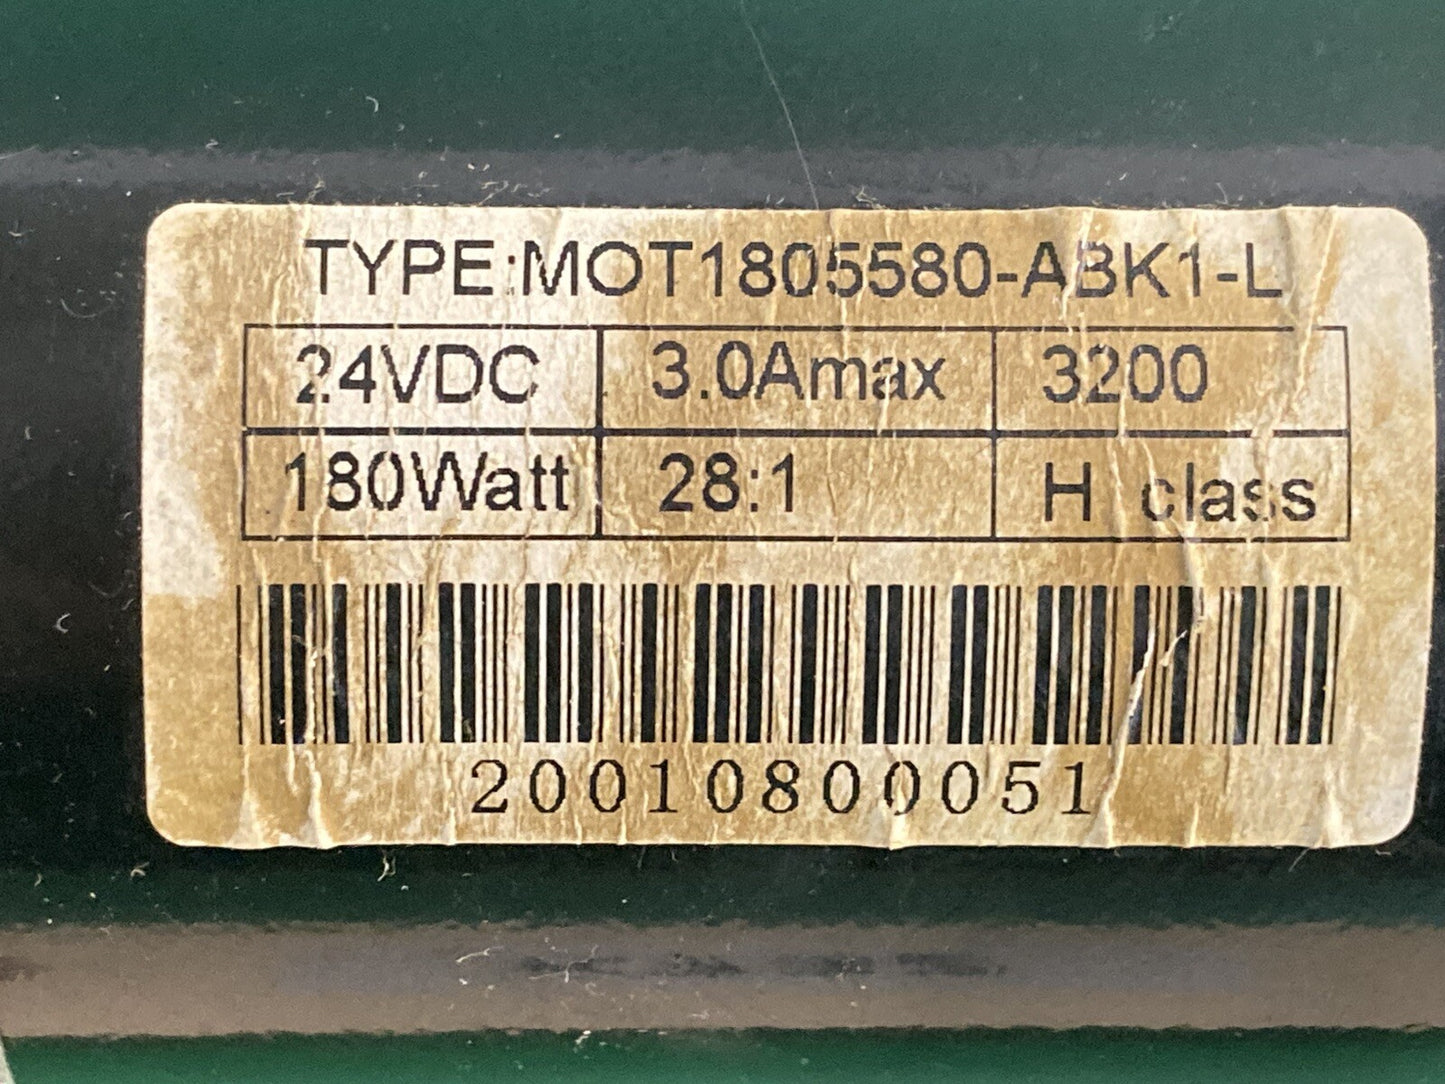 TYPE:MOT1805580-ABK1-L
24VDC 3.0Amax 3200
180Watt 28:1 H class
20010800051